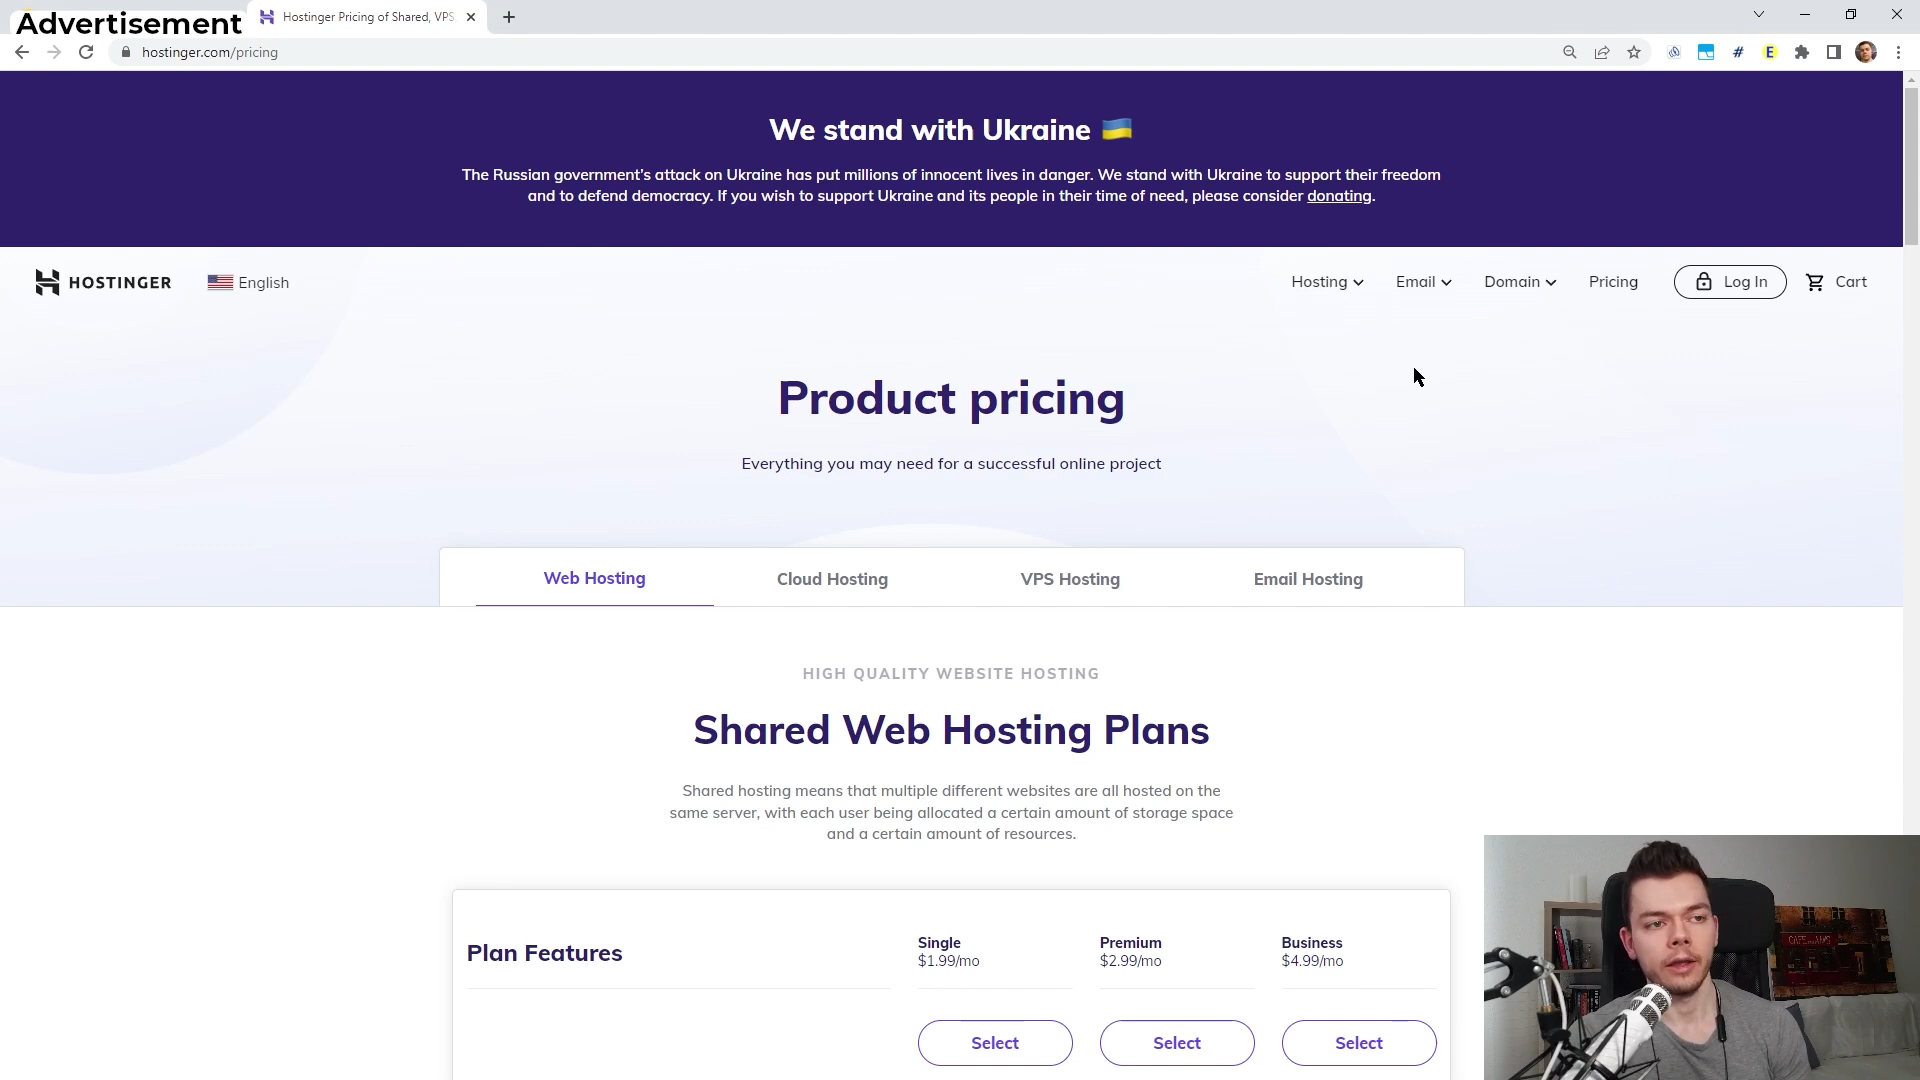 Advertisement
Hostinger Pricing of Shared, VPS
hostinger.com/pricing
#
E
We stand with Ukraine
The Russian government's attack on Ukraine has put millions of innocent lives in danger. We stand with Ukraine to support their freedom
and to defend democracy. If you wish to support Ukraine and its people in their time of need, please consider donating.
HOSTINGER English Hosting Email Domain Pricing Log In Cart
Product pricing
Everything you may need for a successful online project
Web Hosting Cloud Hosting VPS Hosting Email Hosting
HIGH QUALITY WEBSITE HOSTING
Shared Web Hosting Plans
Shared hosting means that multiple different websites are all hosted on the
same server, with each user being allocated a certain amount of storage space
and a certain amount of resources.
Plan Features
Single Premium Business
$1.99/mo $2.99/mo $4.99/mo
Select Select Select